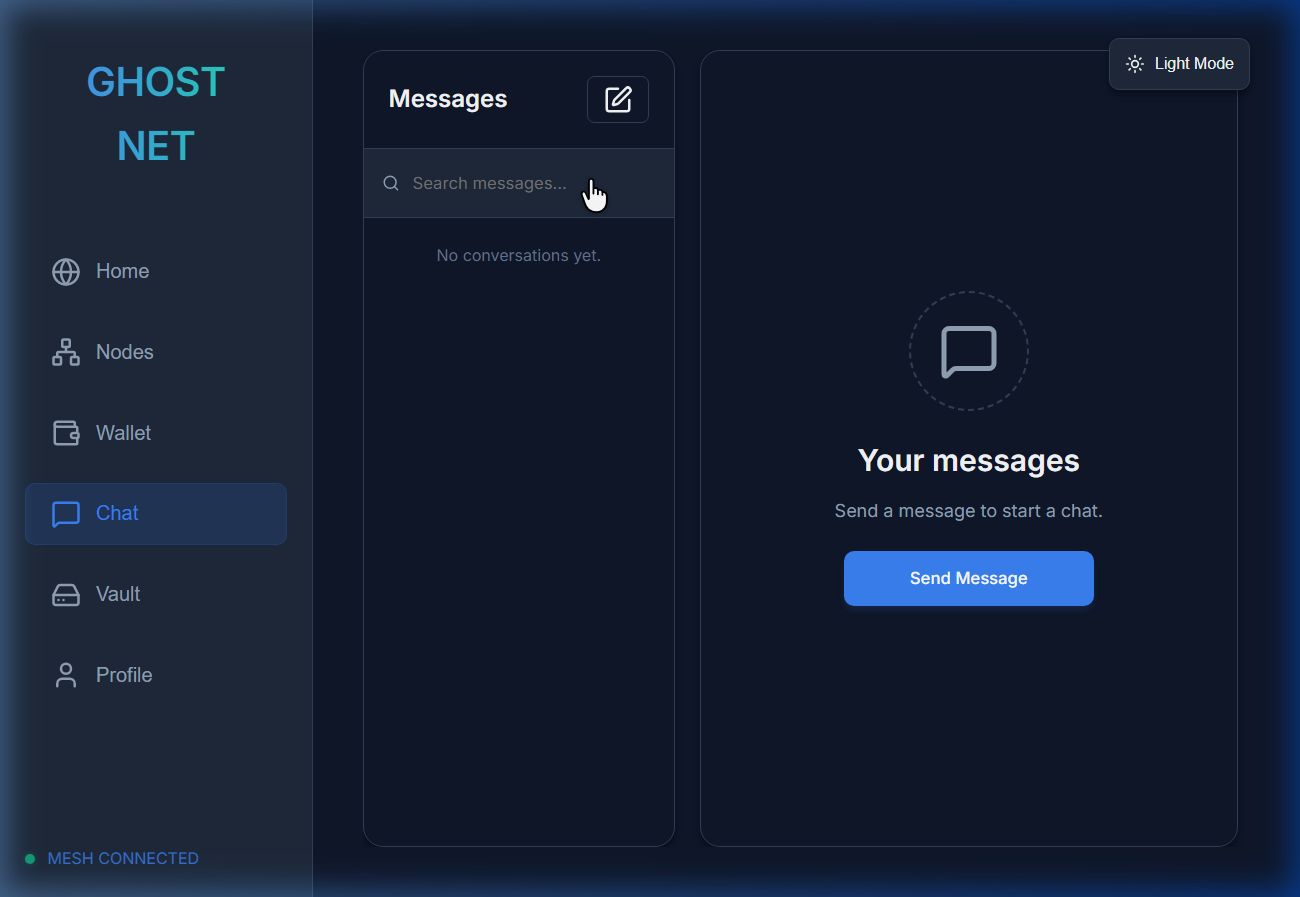 GHOST
NET
Home
Nodes
Wallet
Chat
Vault
Profile
MESH CONNECTED
Messages
Search messages...
No conversations yet.
Light Mode
Your messages
Send a message to start a chat.
Send Message